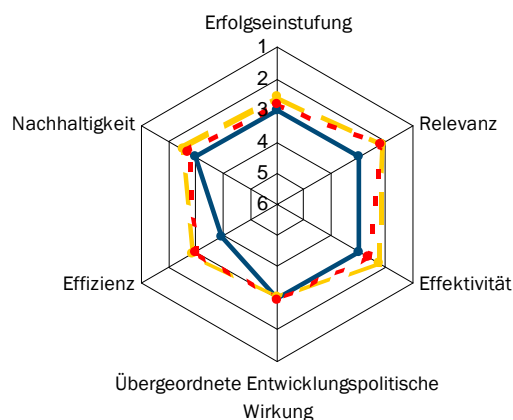 Erfolgseinstufung
1
2
3
4
5
6
Nachhaltigkeit
Relevanz
Effizienz
Effektivität
Übergeordnete Entwicklungspolitische
Wirkung